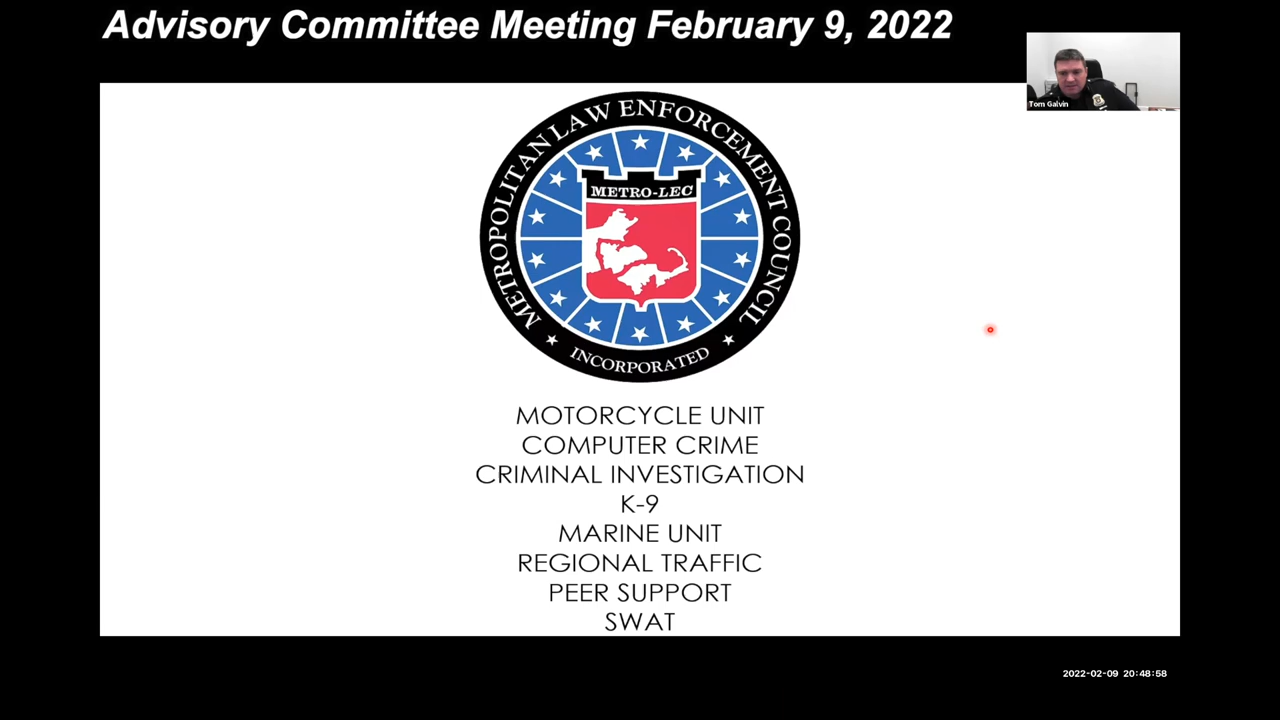 Advisory Committee Meeting February 9, 2022
Tom Galvin
METROPOLITAN LAW ENFORCEMENT COUNCIL
METRO-LEC
INCORPORATED
MOTORCYCLE UNIT
COMPUTER CRIME
CRIMINAL INVESTIGATION
K-9
MARINE UNIT
REGIONAL TRAFFIC
PEER SUPPORT
SWAT
2022-02-09 20:48:58